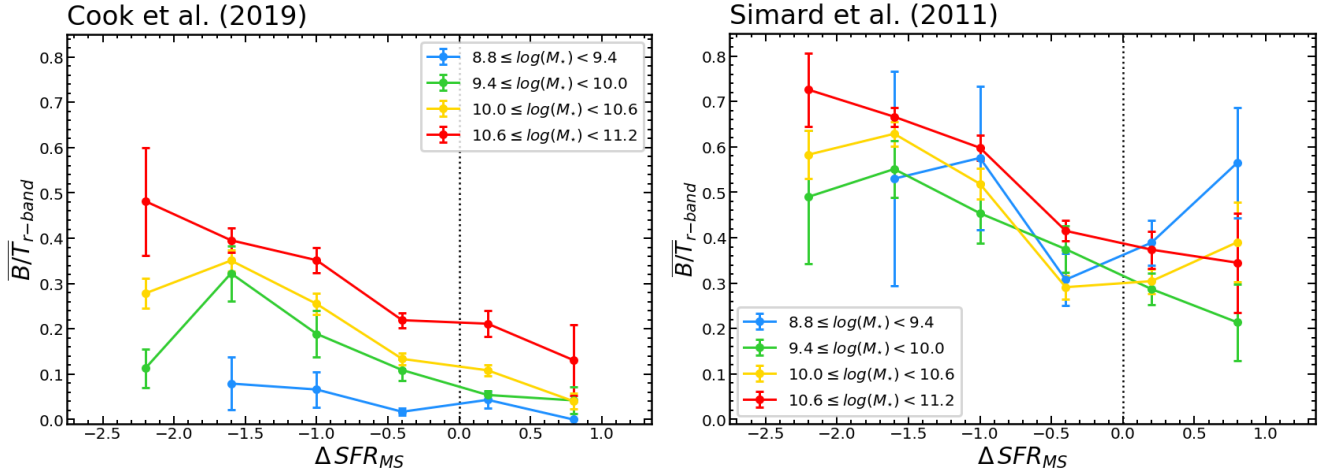 Cook et al. (2019)
0.8
0.7
0.6
0.5
0.4
0.3
0.2
0.1
0.0
B/T r−band
8.8 ≤ log(M⋆) < 9.4
9.4 ≤ log(M⋆) < 10.0
10.0 ≤ log(M⋆) < 10.6
10.6 ≤ log(M⋆) < 11.2
−2.5 −2.0 −1.5 −1.0 −0.5 0.0 0.5 1.0
Δ SFR MS
Simard et al. (2011)
0.8
0.7
0.6
0.5
0.4
0.3
0.2
0.1
0.0
B/T r−band
8.8 ≤ log(M⋆) < 9.4
9.4 ≤ log(M⋆) < 10.0
10.0 ≤ log(M⋆) < 10.6
10.6 ≤ log(M⋆) < 11.2
−2.5 −2.0 −1.5 −1.0 −0.5 0.0 0.5 1.0
Δ SFR MS